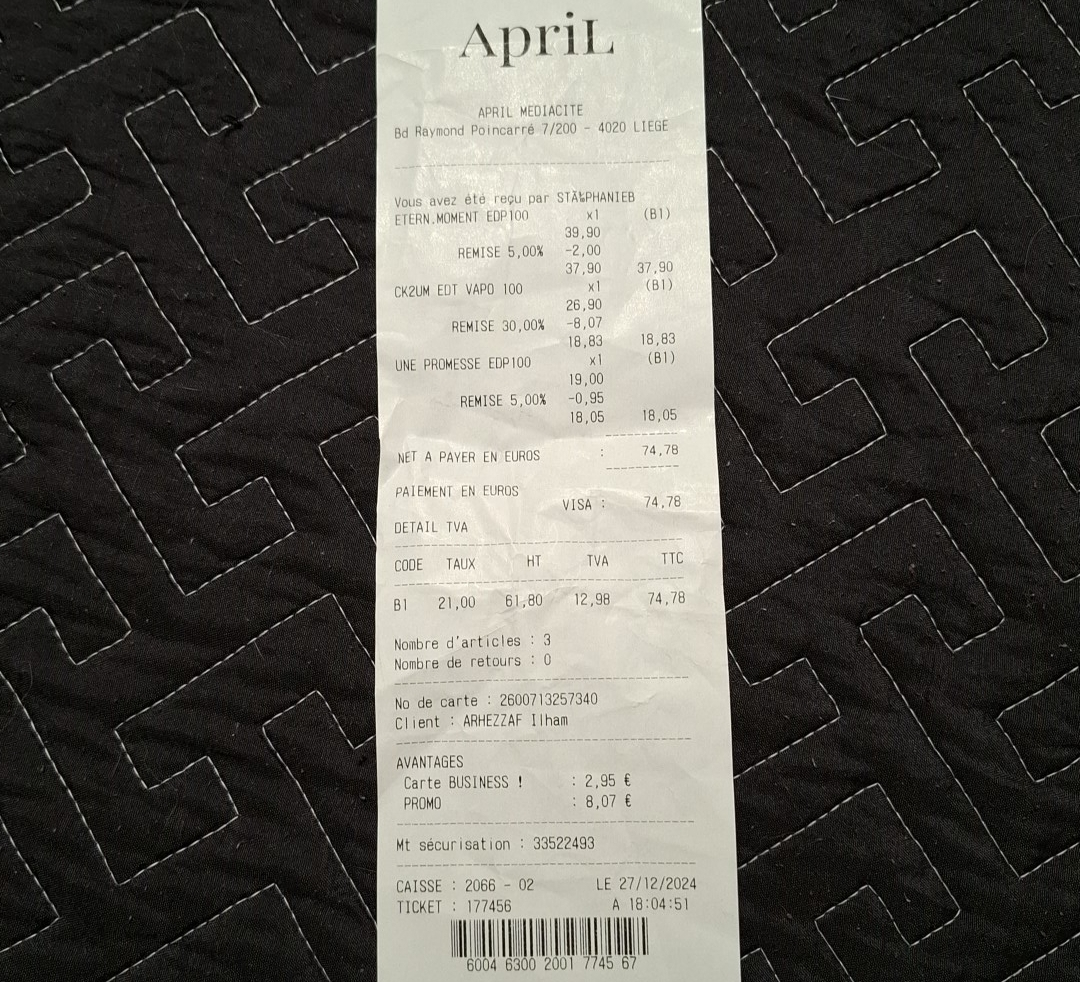 ApriL
APRIL MEDIACITE
Bd Raymond Poincarré 7/200 - 4020 LIEGE
Vous avez été reçu par STÃ‰PHANIEB
ETERN.MOMENT EDP100 x1 (B1)
39,90
REMISE 5,00% -2,00
37,90 37,90
CK2UM EDT VAPO 100 x1 (B1)
26,90
REMISE 30,00% -8,07
18,83 18,83
UNE PROMESSE EDP100 x1 (B1)
19,00
REMISE 5,00% -0,95
18,05 18,05
NET A PAYER EN EUROS : 74,78
PAIEMENT EN EUROS
VISA : 74,78
DETAIL TVA
CODE TAUX HT TVA TTC
B1 21,00 61,80 12,98 74,78
Nombre d'articles : 3
Nombre de retours : 0
No de carte : 2600713257340
Client : ARHEZZAF Ilham
AVANTAGES
Carte BUSINESS ! : 2,95 €
PROMO : 8,07 €
Mt sécurisation : 33522493
CAISSE : 2066 - 02 LE 27/12/2024
TICKET : 177456 A 18:04:51
6004 6300 2001 7745 67